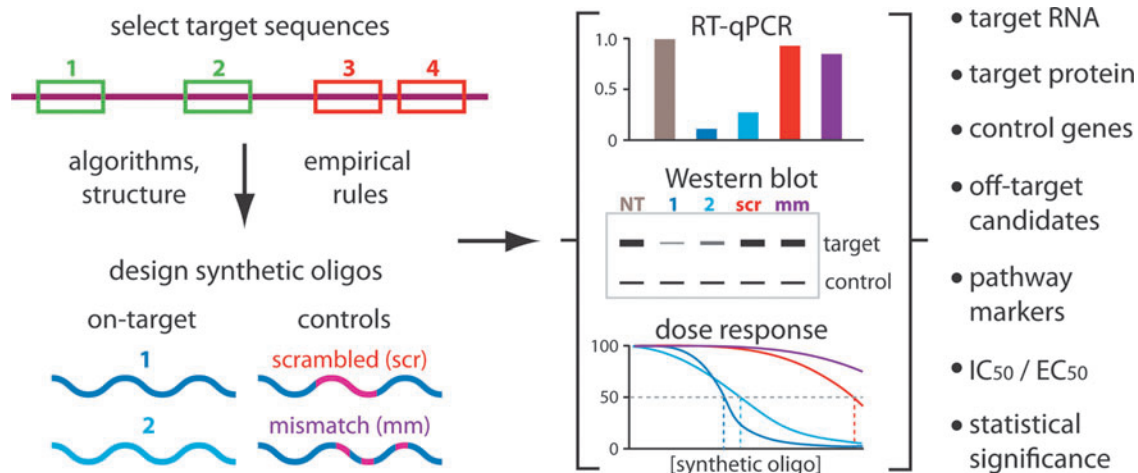 select target sequences
1 2 3 4
algorithms,
structure
empirical
rules
design synthetic oligos
on-target
controls
1
scrambled (scr)
2
mismatch (mm)
RT-qPCR
1.0
0.5
0
Western blot
NT 1 2 scr mm
target
control
dose response
100
50
0
[synthetic oligo]
• target RNA
• target protein
• control genes
• off-target
candidates
• pathway
markers
• IC50 / EC50
• statistical
significance